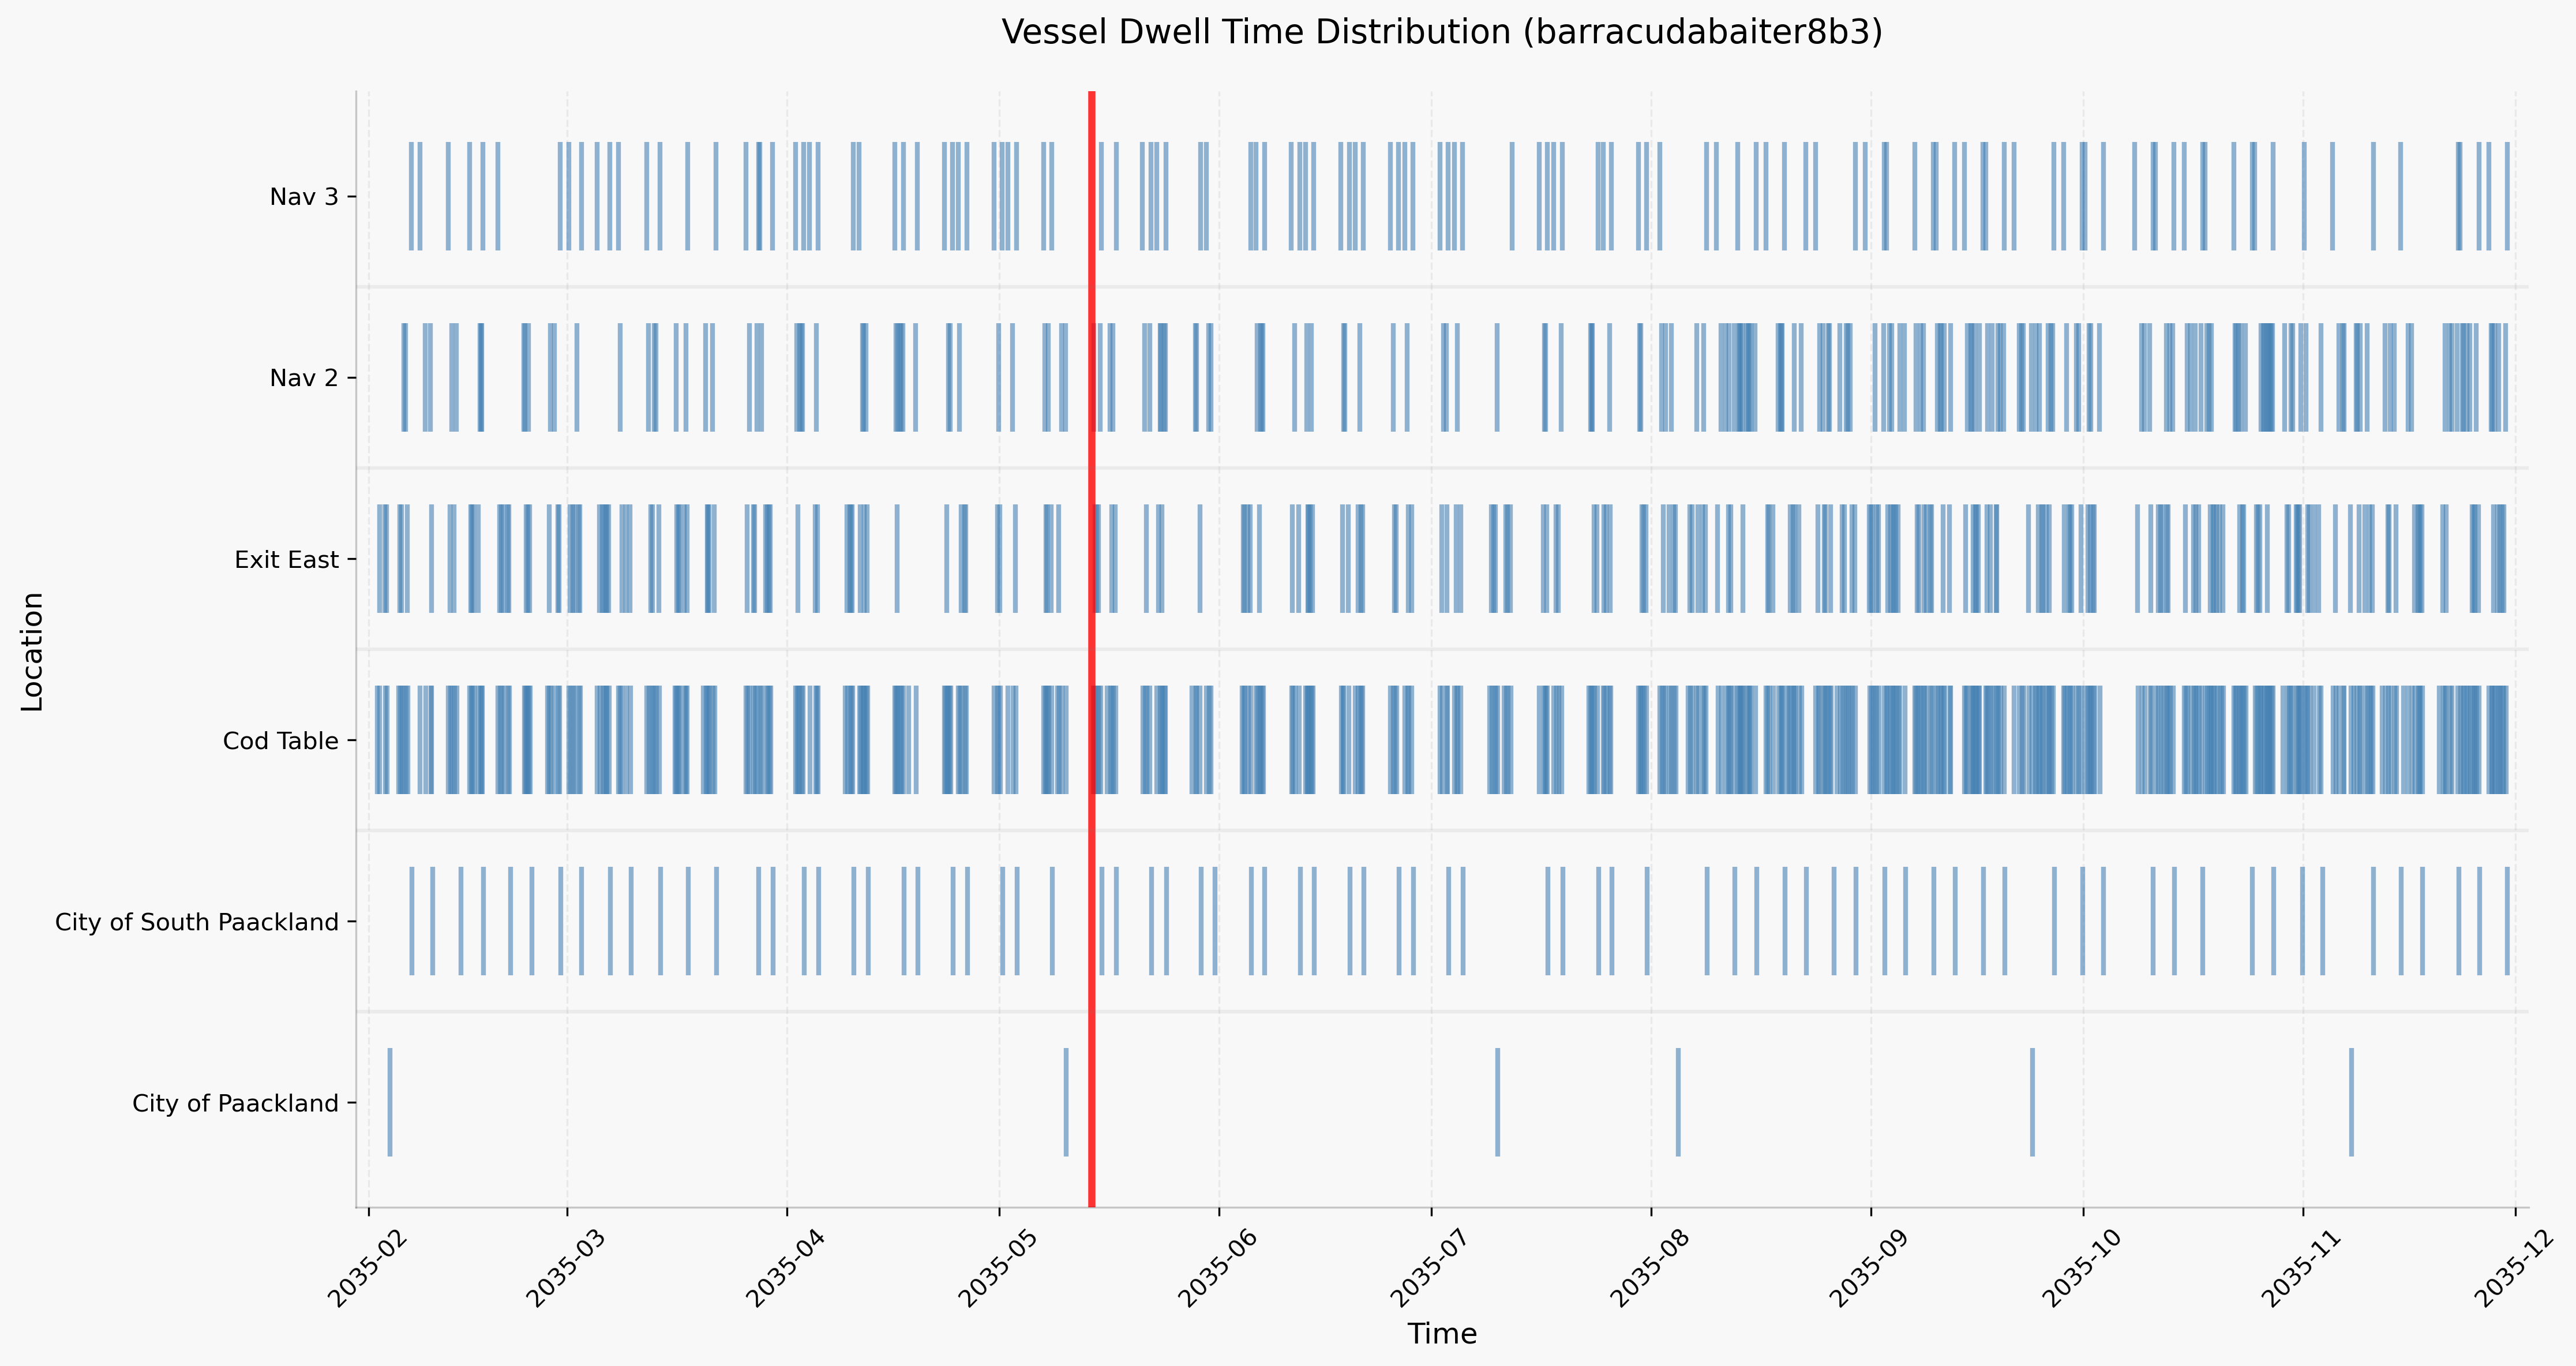 Vessel Dwell Time Distribution (barracudabaiter8b3)
Nav 3
Nav 2
Exit East
Cod Table
City of South Paackland
City of Paackland
Location
2035-02
2035-03
2035-04
2035-05
2035-06
2035-07
2035-08
2035-09
2035-10
2035-11
2035-12
Time